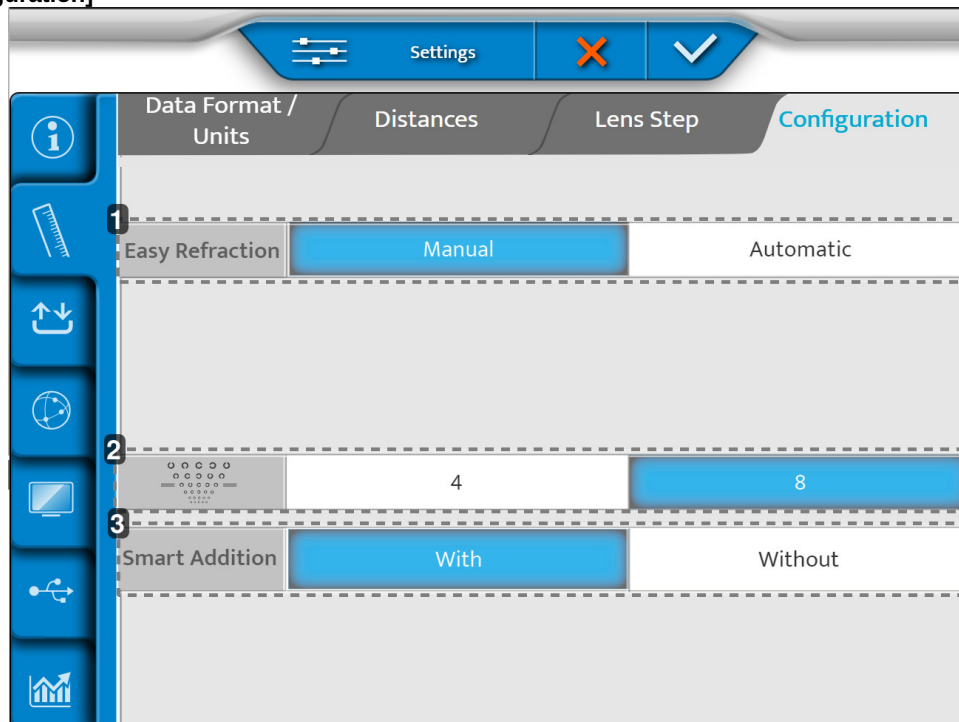 guration]
Settings
Data Format /
Units
Distances
Lens Step
Configuration
1
Easy Refraction
Manual
Automatic
2
4
8
3
Smart Addition
With
Without